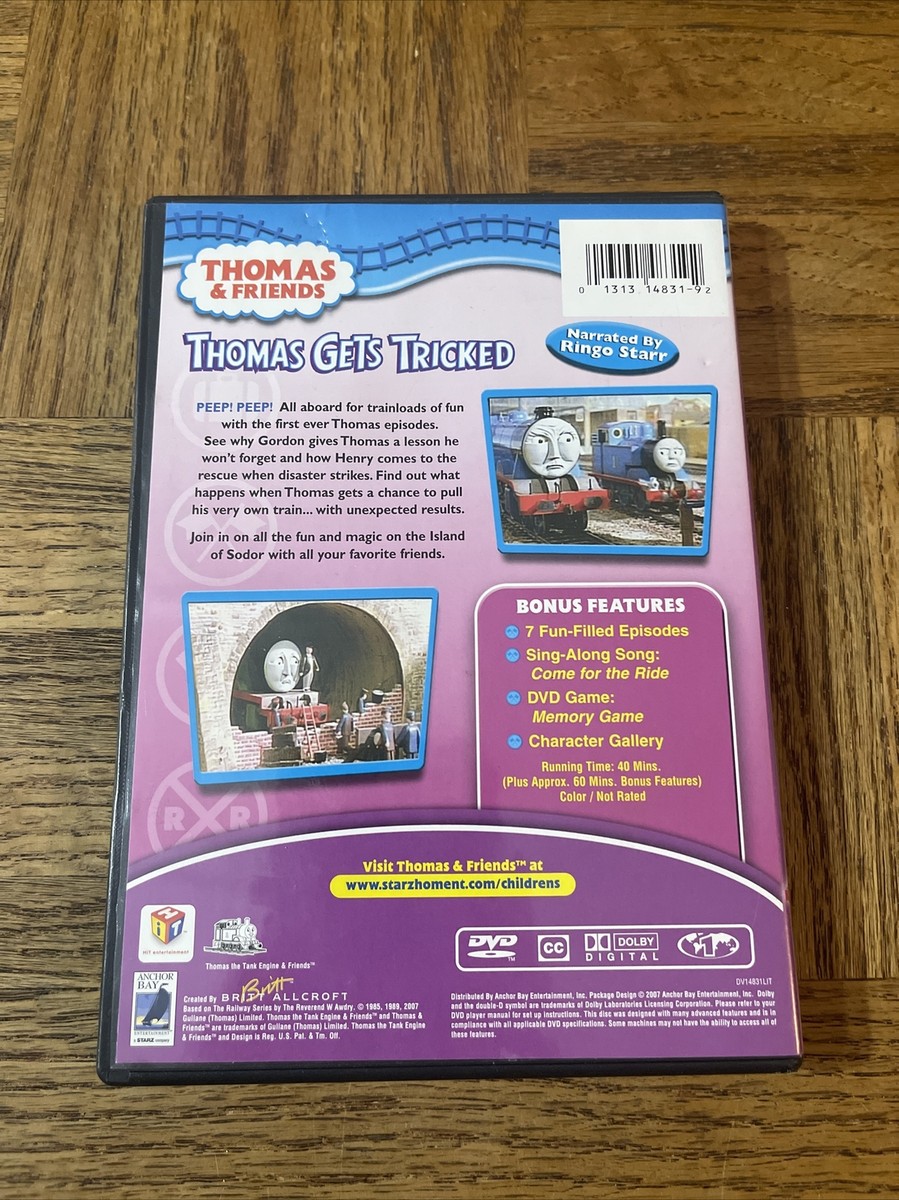 THOMAS
& FRIENDS
0 1313 14831-9 2
THOMAS GETS TRICKED
Narrated By
Ringo Starr
PEEP! PEEP! All aboard for trainloads of fun
with the first ever Thomas episodes.
See why Gordon gives Thomas a lesson he
won't forget and how Henry comes to the
rescue when disaster strikes. Find out what
happens when Thomas gets a chance to pull
his very own train... with unexpected results.
Join in on all the fun and magic on the Island
of Sodor with all your favorite friends.
BONUS FEATURES
7 Fun-Filled Episodes
Sing-Along Song:
Come for the Ride
DVD Game:
Memory Game
Character Gallery
Running Time: 40 Mins.
(Plus Approx. 60 Mins. Bonus Features)
Color / Not Rated
R R
Visit Thomas & Friends™ at
www.starzhoment.com/childrens
HiT
HiT entertainment
Thomas the Tank Engine & Friends™
DVD™
CC
DOLBY
DIGITAL
1
DV14831LIT
ANCHOR
BAY
ENTERTAINMENT
a STARZ company
Britt
Created By BRITT ALLCROFT
Based on The Railway Series by The Reverend W Awdry. © 1985, 1989, 2007
Gullane (Thomas) Limited. Thomas the Tank Engine & Friends™ and Thomas &
Friends™ are trademarks of Gullane (Thomas) Limited. Thomas the Tank Engine
& Friends™ and Design is Reg. U.S. Pat. & Tm. Off.
Distributed By Anchor Bay Entertainment, Inc. Package Design © 2007 Anchor Bay Entertainment, Inc. Dolby
and the double-D symbol are trademarks of Dolby Laboratories Licensing Corporation. Please refer to your
DVD player manual for set up instructions. This disc was designed with many advanced features and is in
compliance with all applicable DVD specifications. Some machines may not have the ability to access all of
these features.